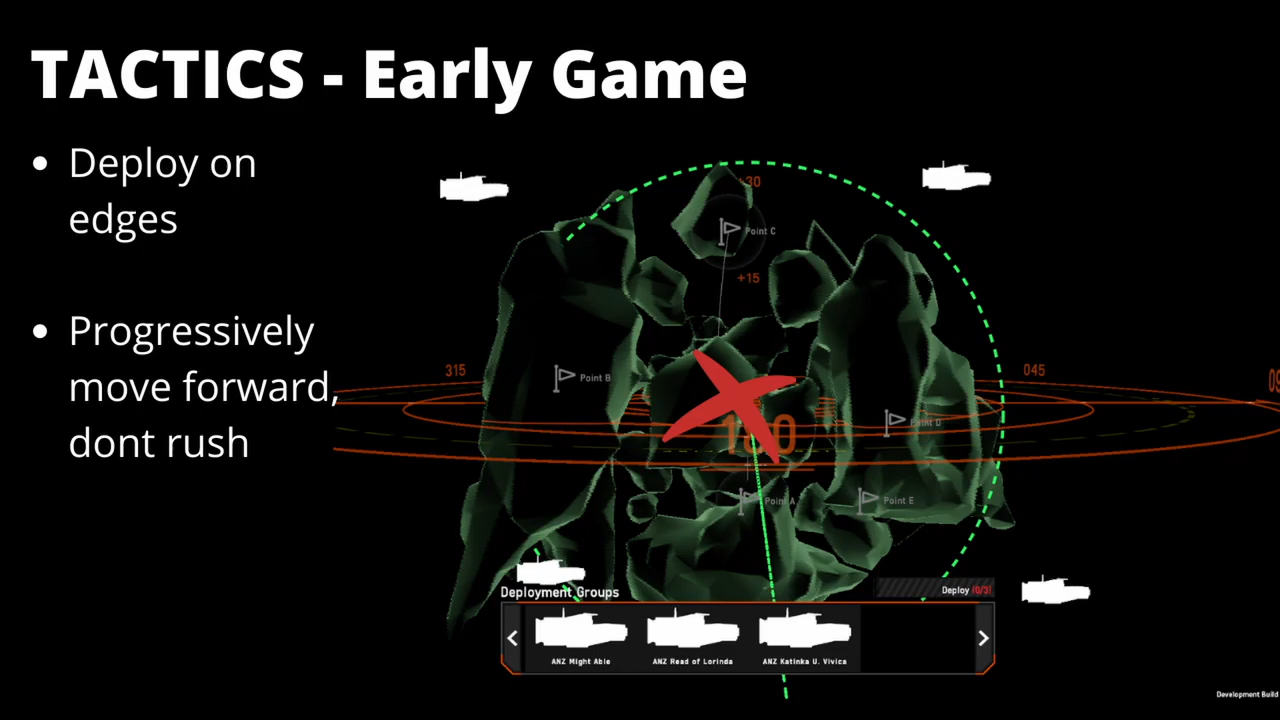 TACTICS - Early Game
• Deploy on
edges
• Progressively
move forward,
dont rush
+30
Point C
+15
315
045
Point B
180
Point D
Point A
Point E
Deployment Groups
Deploy (0/3)
ANZ Might Able
ANZ Read of Lorinda
ANZ Katinka U. Vivica
Development Build